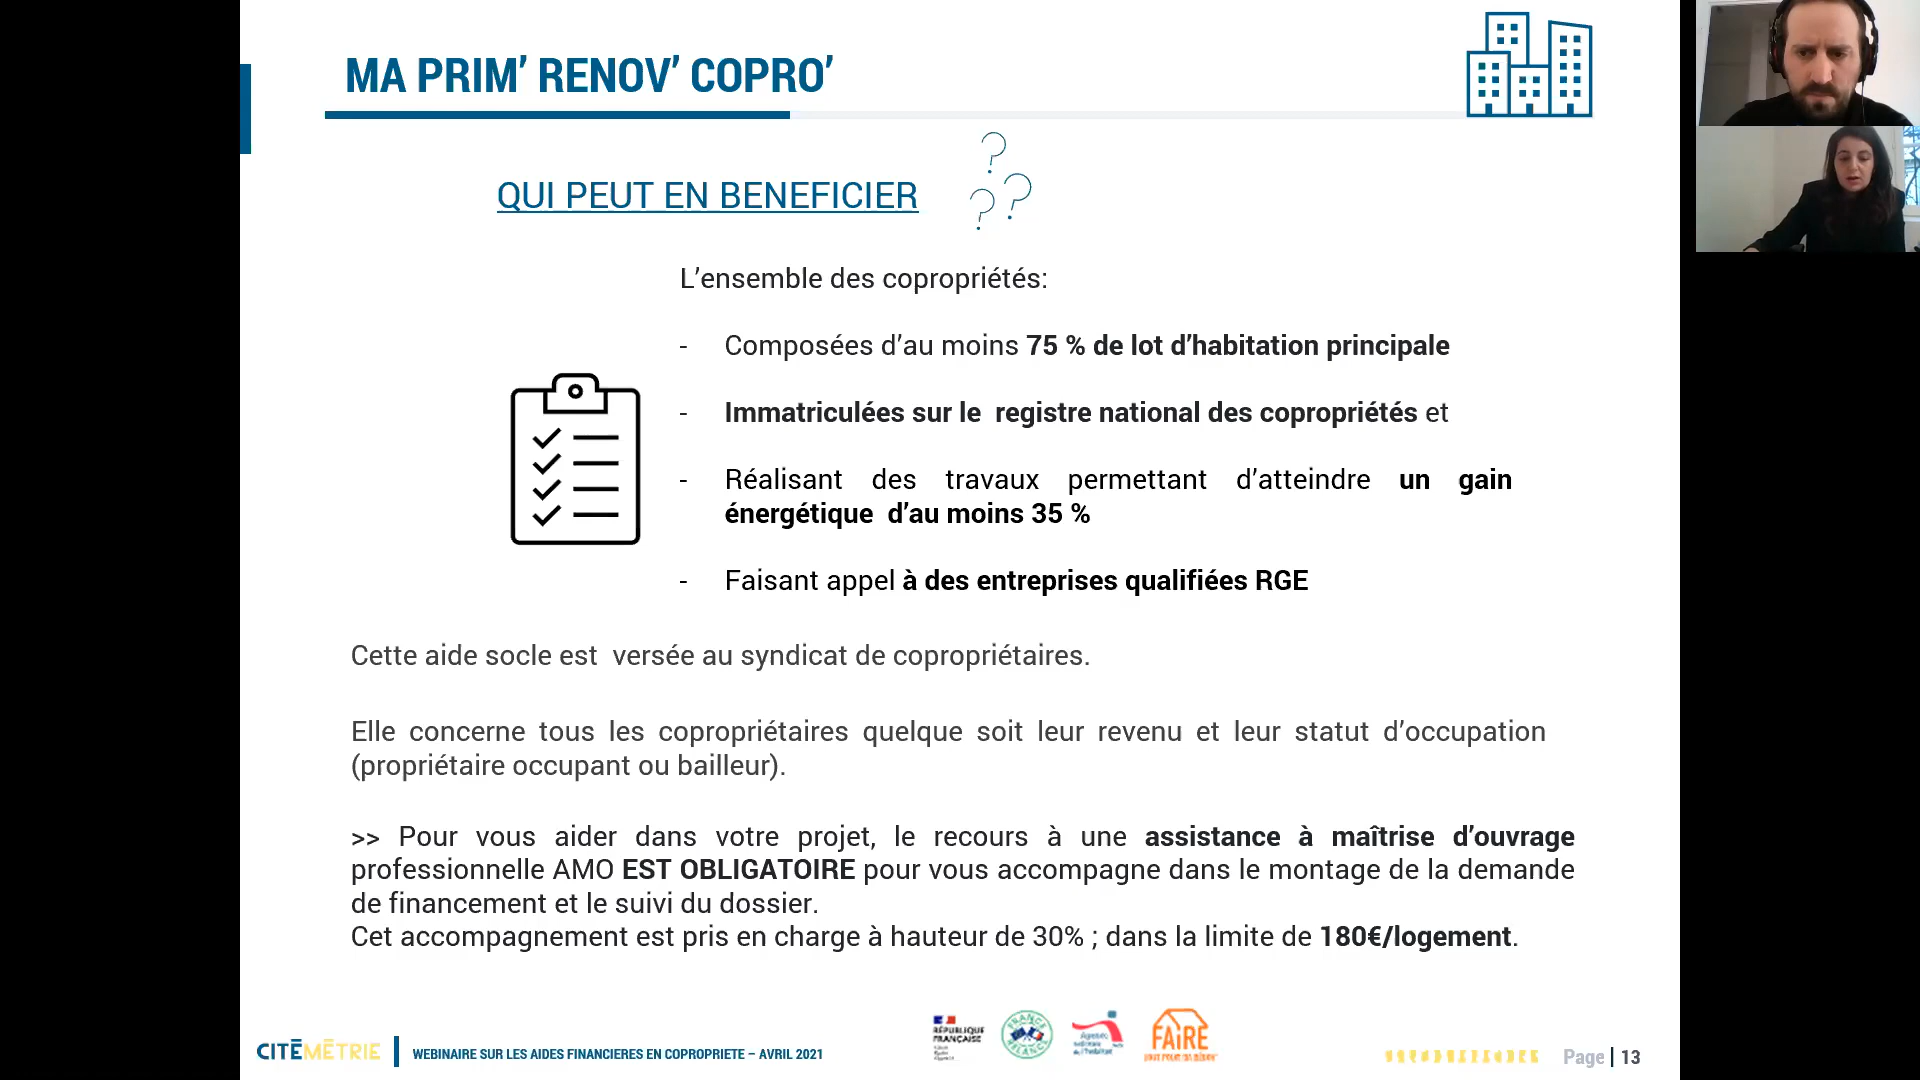 MA PRIM’ RENOV’ COPRO’
QUI PEUT EN BENEFICIER
? ? ?
L’ensemble des copropriétés:
- Composées d’au moins 75 % de lot d’habitation principale
- Immatriculées sur le registre national des copropriétés et
- Réalisant des travaux permettant d’atteindre un gain
énergétique d’au moins 35 %
- Faisant appel à des entreprises qualifiées RGE
Cette aide socle est versée au syndicat de copropriétaires.
Elle concerne tous les copropriétaires quelque soit leur revenu et leur statut d’occupation
(propriétaire occupant ou bailleur).
>> Pour vous aider dans votre projet, le recours à une assistance à maîtrise d’ouvrage
professionnelle AMO EST OBLIGATOIRE pour vous accompagne dans le montage de la demande
de financement et le suivi du dossier.
Cet accompagnement est pris en charge à hauteur de 30% ; dans la limite de 180€/logement.
RÉPUBLIQUE
FRANÇAISE
FRANCE
RELANCE
FAIRE
CITĒMĒTRIE
WEBINAIRE SUR LES AIDES FINANCIERES EN COPROPRIETE – AVRIL 2021
Page | 13